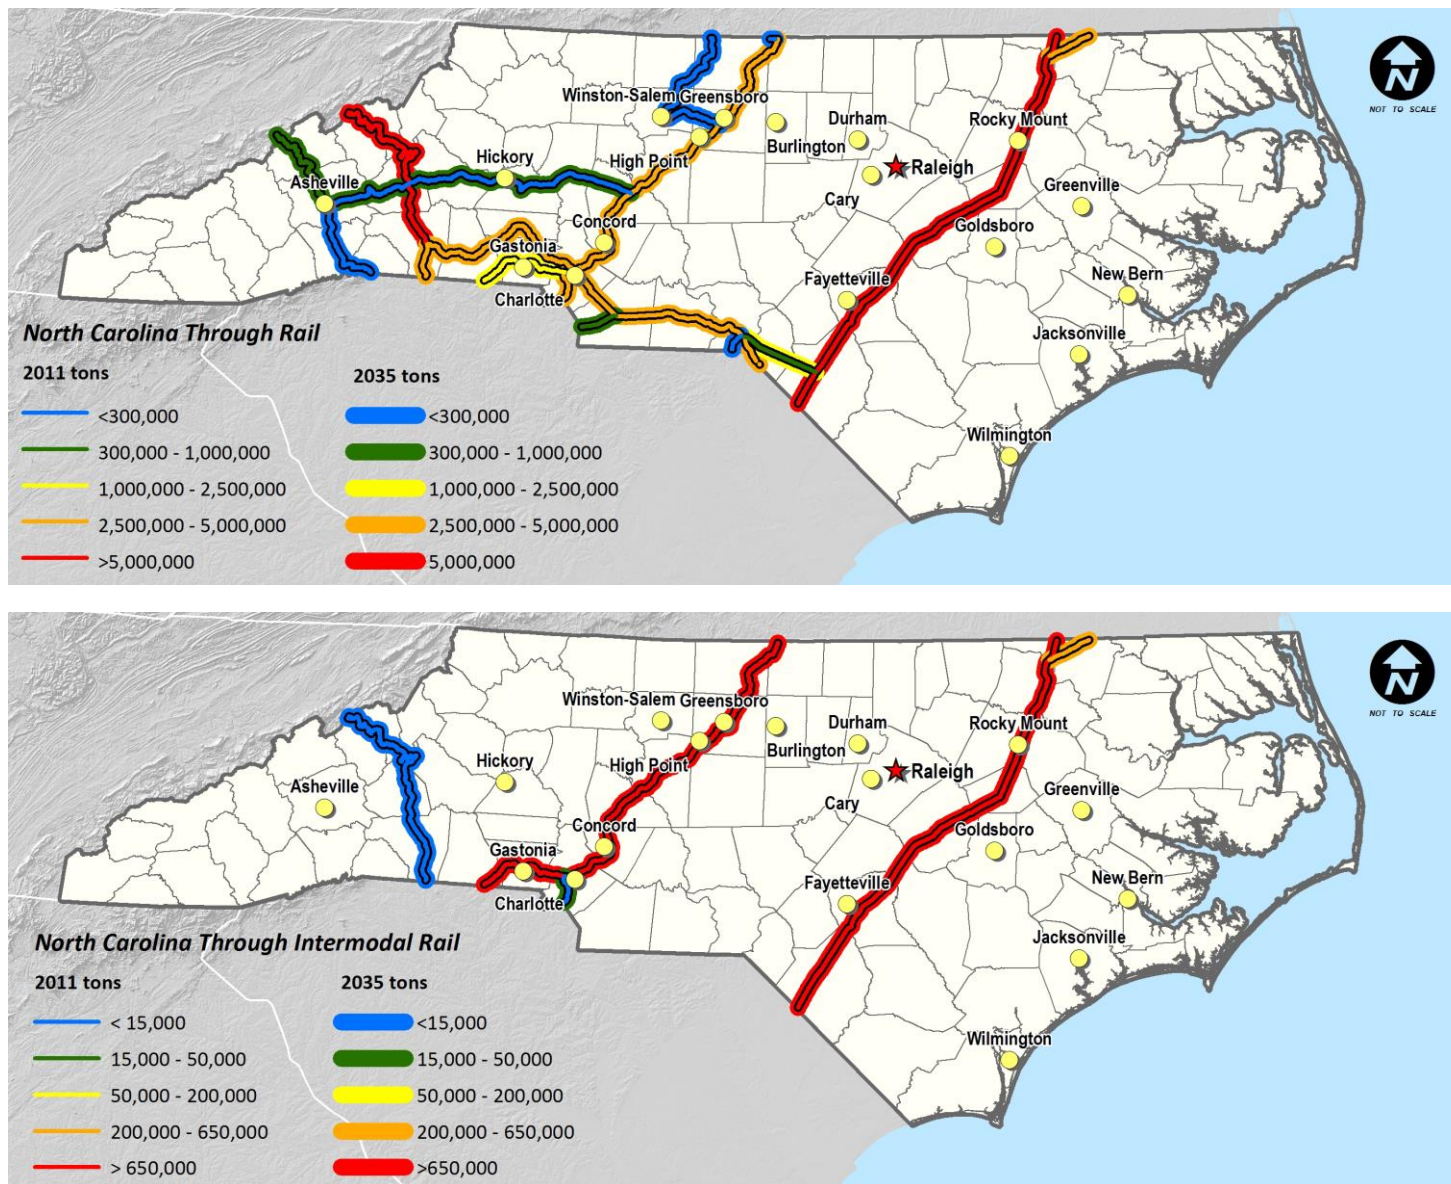 N
NOT TO SCALE
Winston-Salem
Greensboro
Durham
Rocky Mount
Burlington
Hickory
High Point
Raleigh
Asheville
Cary
Greenville
Concord
Goldsboro
Gastonia
Fayetteville
New Bern
Charlotte
Jacksonville
Wilmington
North Carolina Through Rail
2011 tons
2035 tons
<300,000
<300,000
300,000 - 1,000,000
300,000 - 1,000,000
1,000,000 - 2,500,000
1,000,000 - 2,500,000
2,500,000 - 5,000,000
2,500,000 - 5,000,000
>5,000,000
5,000,000
N
NOT TO SCALE
Winston-Salem
Greensboro
Durham
Rocky Mount
Burlington
Hickory
High Point
Raleigh
Asheville
Cary
Greenville
Concord
Goldsboro
Gastonia
Fayetteville
New Bern
Charlotte
Jacksonville
Wilmington
North Carolina Through Intermodal Rail
2011 tons
2035 tons
< 15,000
<15,000
15,000 - 50,000
15,000 - 50,000
50,000 - 200,000
50,000 - 200,000
200,000 - 650,000
200,000 - 650,000
> 650,000
>650,000